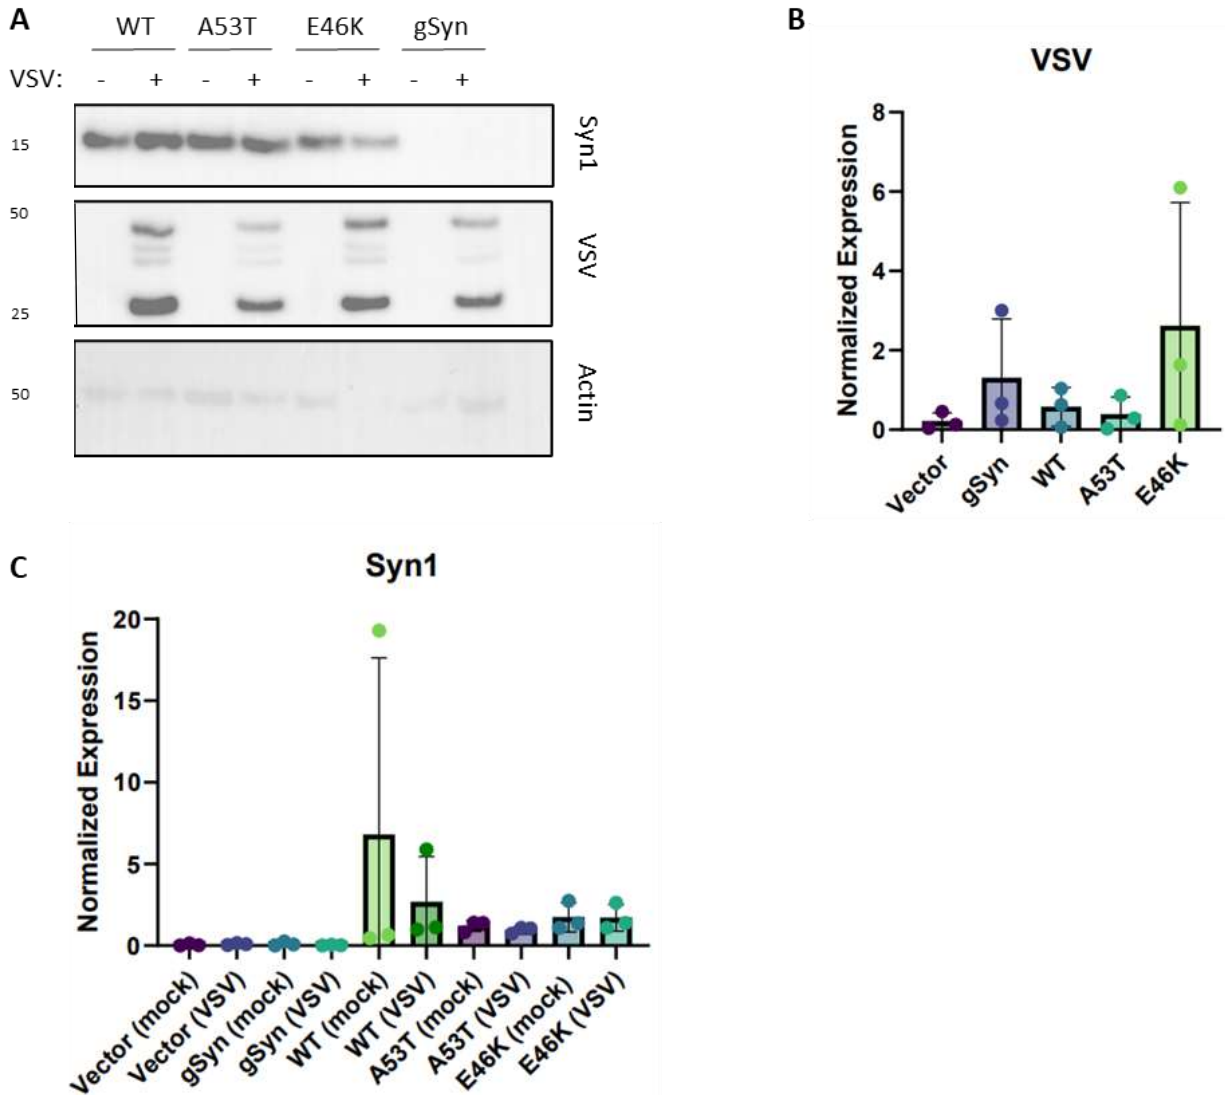 A
WT A53T E46K gSyn
VSV: - + - + - + - +
15
Syn1
50
VSV
25
50
Actin
B
VSV
Normalized Expression
8
6
4
2
0
Vector gSyn WT A53T E46K
C
Syn1
Normalized Expression
20
15
10
5
0
Vector (mock)
Vector (VSV)
gSyn (mock)
gSyn (VSV)
WT (mock)
WT (VSV)
A53T (mock)
A53T (VSV)
E46K (mock)
E46K (VSV)